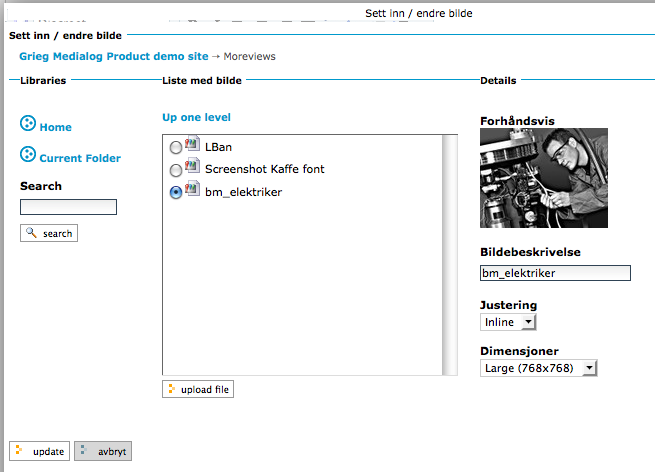 Sett inn / endre bilde
Sett inn / endre bilde
Grieg Medialog Product demo site → Moreviews
Libraries
Home
Current Folder
Search
search
Liste med bilde
Up one level
LBan
Screenshot Kaffe font
bm_elektriker
upload file
Details
Forhåndsvis
Bildebeskrivelse
bm_elektriker
Justering
Inline
Dimensjoner
Large (768x768)
update
avbryt